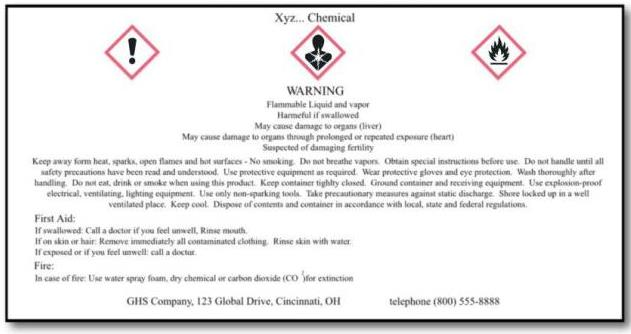 Xyz... Chemical
WARNING
Flammable Liquid and vapor
Harmeful if swallowed
May cause damage to organs (liver)
May cause damage to organs through prolonged or repeated exposure (heart)
Suspected of damaging fertility
Keep away form heat, sparks, open flames and hot surfaces - No smoking. Do not breathe vapors. Obtain special instructions before use. Do not handle until all
safety precautions have been read and understood. Use protective equipment as required. Wear protective gloves and eye protection. Wash thoroughly after
handling. Do not eat, drink or smoke when using this product. Keep container tighlty closed. Ground container and receiving equipment. Use explosion-proof
electrical, ventilating, lighting equipment. Use only non-sparking tools. Take precautionary measures against static discharge. Shore locked up in a well
ventilated place. Keep cool. Dispose of contents and container in accordance with local, state and federal regulations.
First Aid:
If swallowed: Call a doctor if you feel unwell, Rinse mouth.
If on skin or hair: Remove immediately all contaminated clothing. Rinse skin with water.
If exposed or if you feel unwell: call a doctor.
Fire:
In case of fire: Use water spray foam, dry chemical or carbon dioxide (CO 2)for extinction
GHS Company, 123 Global Drive, Cincinnati, OH telephone (800) 555-8888